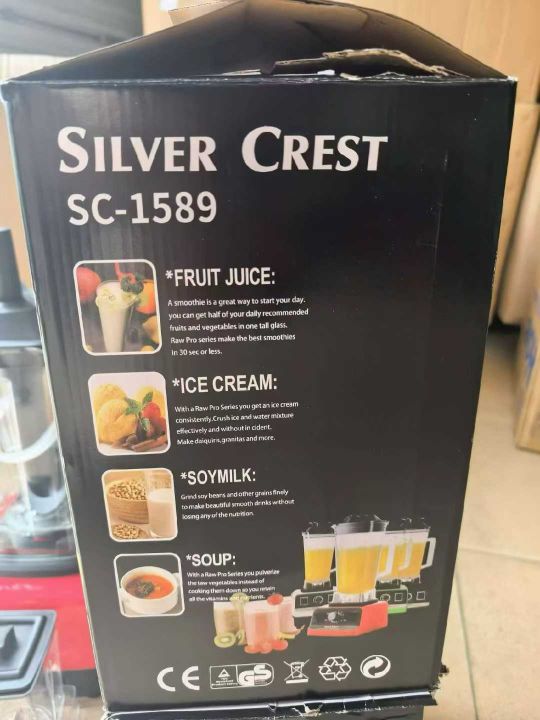 SILVER CREST
SC-1589
*FRUIT JUICE:
A smoothie is a great way to start your day.
you can get half of your daily recommended
fruits and vegetables in one tall glass.
Raw Pro series make the best smoothies
in 30 sec or less.
*ICE CREAM:
With a Raw Pro Series you get an ice cream
consistently. Crush ice and water mixture
effectively and without in cident.
Make daiquirs, granitas and more.
*SOYMILK:
Grind soy beans and other grains finely
to make beautiful smooth drinks without
losing any of the nutrition.
*SOUP:
With a Raw Pro Series you pulverize
the taw vegetables instead of
cooking them down so you retain
all the vitamins and nutrients.
CE
GS